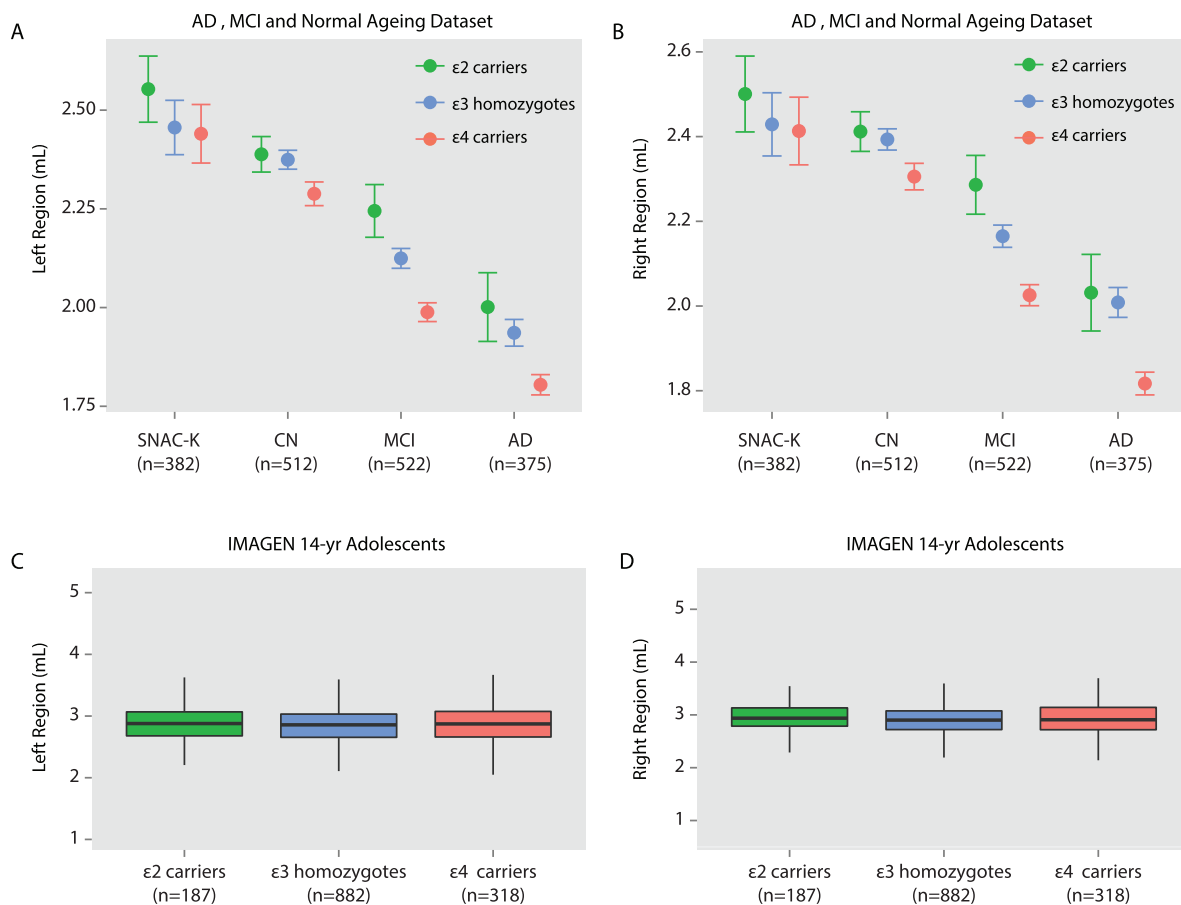 A
AD , MCI and Normal Ageing Dataset
Left Region (mL)
2.50
2.25
2.00
1.75
ε2 carriers
ε3 homozygotes
ε4 carriers
SNAC-K
(n=382)
CN
(n=512)
MCI
(n=522)
AD
(n=375)
B
AD , MCI and Normal Ageing Dataset
Right Region (mL)
2.6
2.4
2.2
2.0
1.8
ε2 carriers
ε3 homozygotes
ε4 carriers
SNAC-K
(n=382)
CN
(n=512)
MCI
(n=522)
AD
(n=375)
C
IMAGEN 14-yr Adolescents
Left Region (mL)
5
4
3
2
1
ε2 carriers
(n=187)
ε3 homozygotes
(n=882)
ε4 carriers
(n=318)
D
IMAGEN 14-yr Adolescents
Right Region (mL)
5
4
3
2
1
ε2 carriers
(n=187)
ε3 homozygotes
(n=882)
ε4 carriers
(n=318)